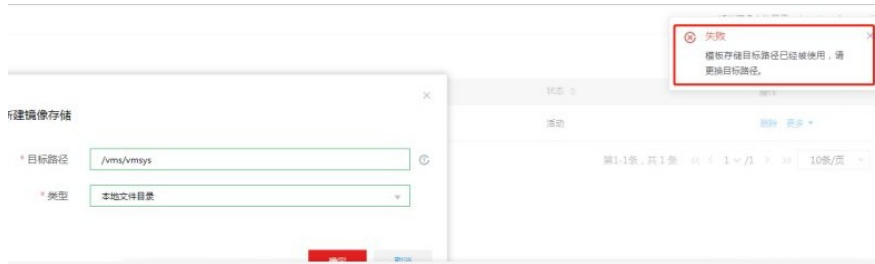 失败
模板存储目标路径已经被使用，请
更换目标路径。
状态
新建镜像存储
活动
删除 更多
* 目标路径 /vms/vmsys
第1-1条，共1条 1 /1 10条/页
* 类型 本地文件目录
确定 取消